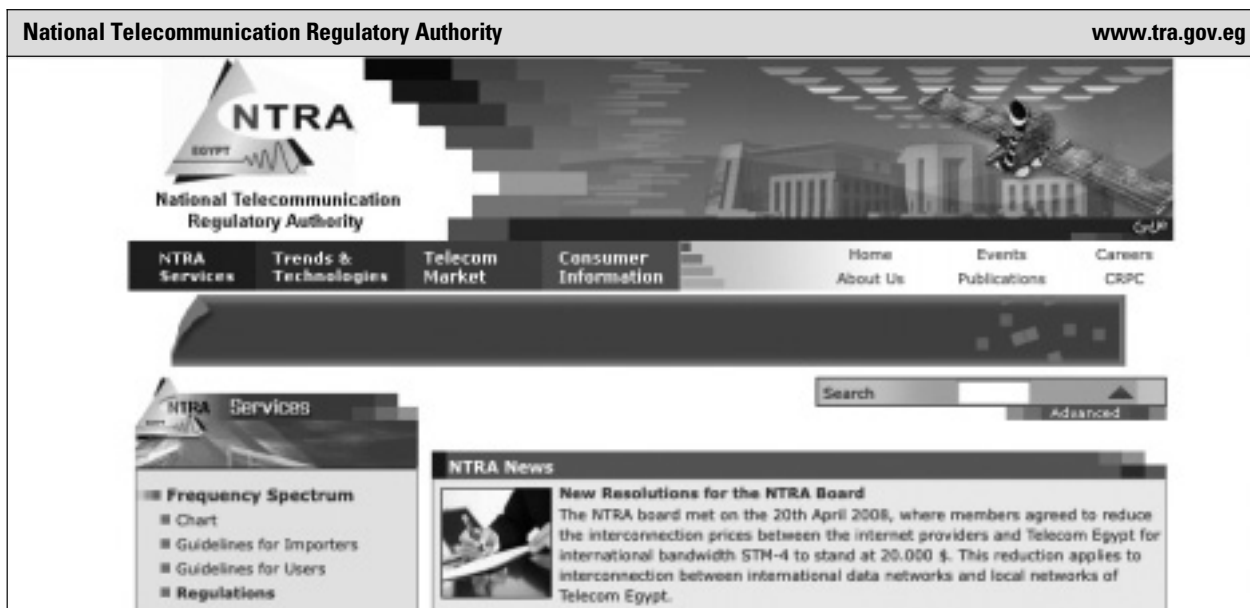 National Telecommunication Regulatory Authority www.tra.gov.eg
NTRA
EGYPT
National Telecommunication
Regulatory Authority
NTRA Services
Trends & Technologies
Telecom Market
Consumer Information
Home Events Careers
About Us Publications CRPC
Search
Advanced
NTRA Services
Frequency Spectrum
Chart
Guidelines for Importers
Guidelines for Users
Regulations
NTRA News
New Resolutions for the NTRA Board
The NTRA board met on the 20th April 2008, where members agreed to reduce
the interconnection prices between the internet providers and Telecom Egypt for
international bandwidth STM-4 to stand at 20.000 $. This reduction applies to
interconnection between international data networks and local networks of
Telecom Egypt.